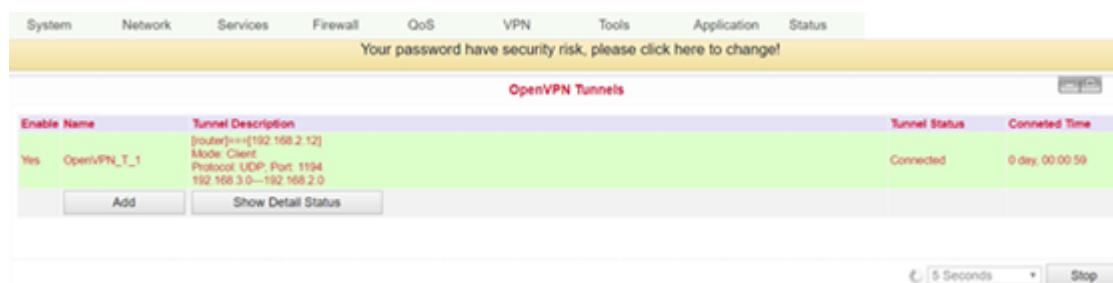 System Network Services Firewall QoS VPN Tools Application Status
Your password have security risk, please click here to change!
OpenVPN Tunnels
Enable Name Tunnel Description Tunnel Status Conneted Time
[router]===[192.168.2.12]
Mode: Client
Yes OpenVPN_T_1 Protocol: UDP; Port: 1194 Connected 0 day, 00:00:59
192.168.3.0---192.168.2.0
Add Show Detail Status
5 Seconds Stop